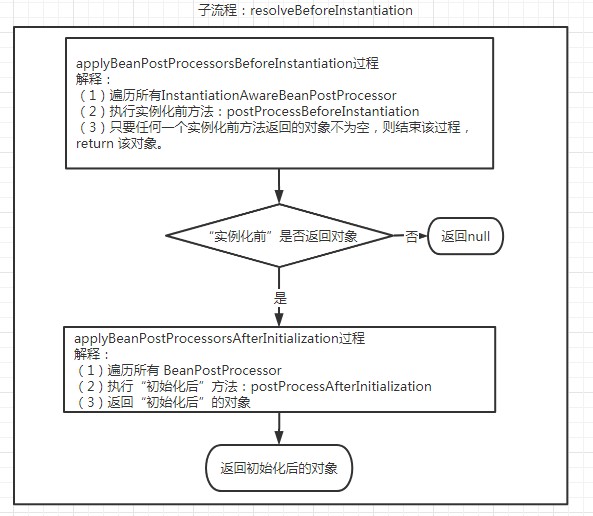 子流程：resolveBeforeInstantiation
applyBeanPostProcessorsBeforeInstantiation过程
解释：
（1）遍历所有InstantiationAwareBeanPostProcessor
（2）执行实例化前方法：postProcessBeforeInstantiation
（3）只要任何一个实例化前方法返回的对象不为空，则结束该过程，
return 该对象。
“实例化前”是否返回对象
否
返回null
是
applyBeanPostProcessorsAfterInitialization过程
解释：
（1）遍历所有 BeanPostProcessor
（2）执行“初始化后”方法：postProcessAfterInitialization
（3）返回“初始化后”的对象
返回初始化后的对象